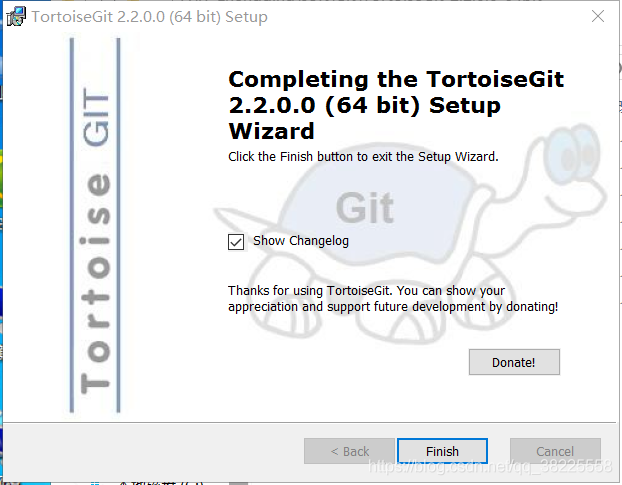 TortoiseGit 2.2.0.0 (64 bit) Setup
Tortoise GIT
Completing the TortoiseGit
2.2.0.0 (64 bit) Setup
Wizard
Click the Finish button to exit the Setup Wizard.
Git
Show Changelog
Thanks for using TortoiseGit. You can show your
appreciation and support future development by donating!
Donate!
< Back
Finish
Cancel
https://blog.csdn.net/qq_38225558